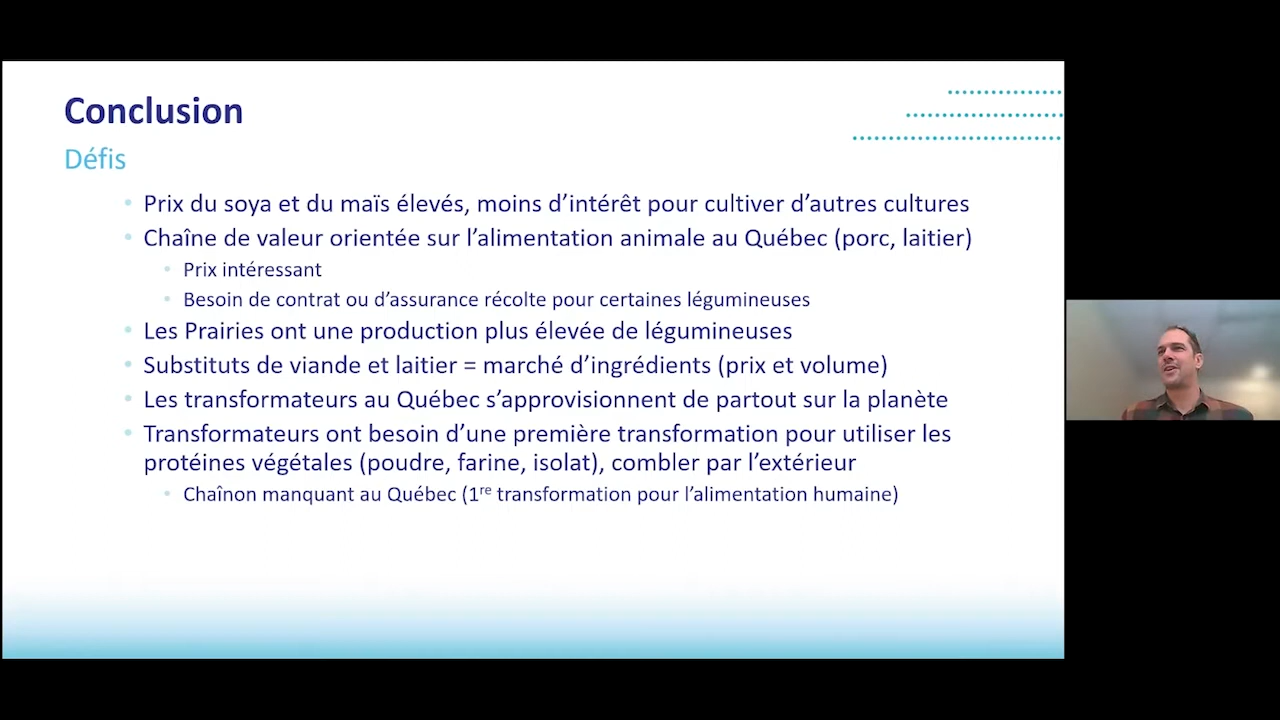 Conclusion
Défis
• Prix du soya et du maïs élevés, moins d’intérêt pour cultiver d’autres cultures
• Chaîne de valeur orientée sur l’alimentation animale au Québec (porc, laitier)
• Prix intéressant
• Besoin de contrat ou d’assurance récolte pour certaines légumineuses
• Les Prairies ont une production plus élevée de légumineuses
• Substituts de viande et laitier = marché d’ingrédients (prix et volume)
• Les transformateurs au Québec s’approvisionnent de partout sur la planète
• Transformateurs ont besoin d’une première transformation pour utiliser les
protéines végétales (poudre, farine, isolat), combler par l’extérieur
• Chaînon manquant au Québec (1re transformation pour l’alimentation humaine)